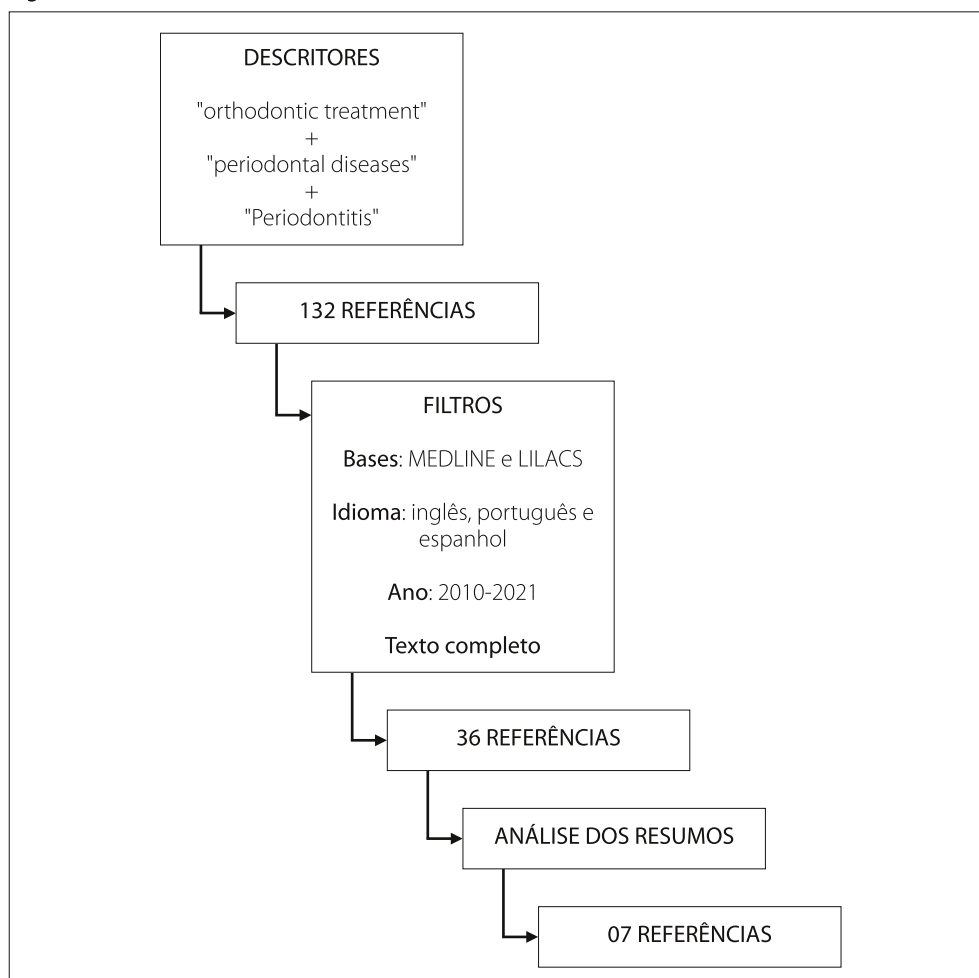 DESCRITORES
"orthodontic treatment"
+
"periodontal diseases"
+
"Periodontitis"
132 REFERÊNCIAS
FILTROS
Bases: MEDLINE e LILACS
Idioma: inglês, português e
espanhol
Ano: 2010-2021
Texto completo
36 REFERÊNCIAS
ANÁLISE DOS RESUMOS
07 REFERÊNCIAS